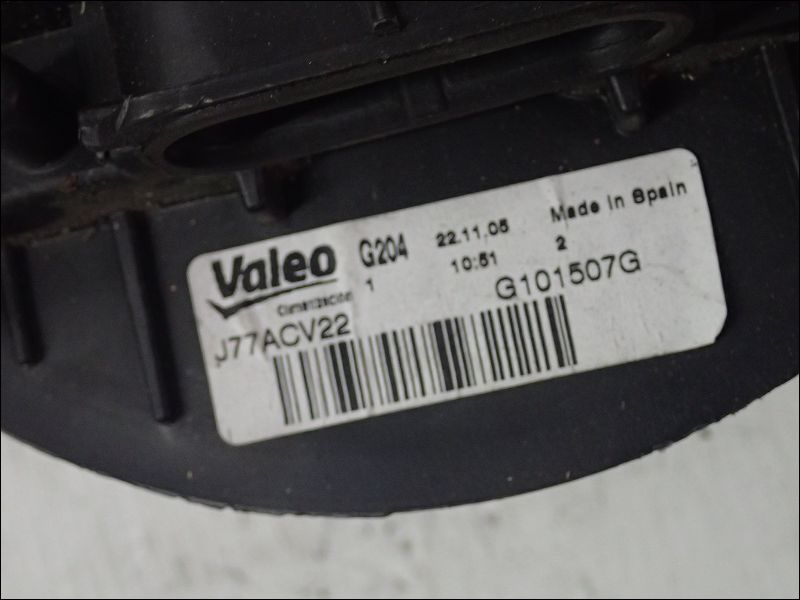 Valeo G204 22.11.05 Made in Spain
1 10:51 2
J77ACV22 G101507G